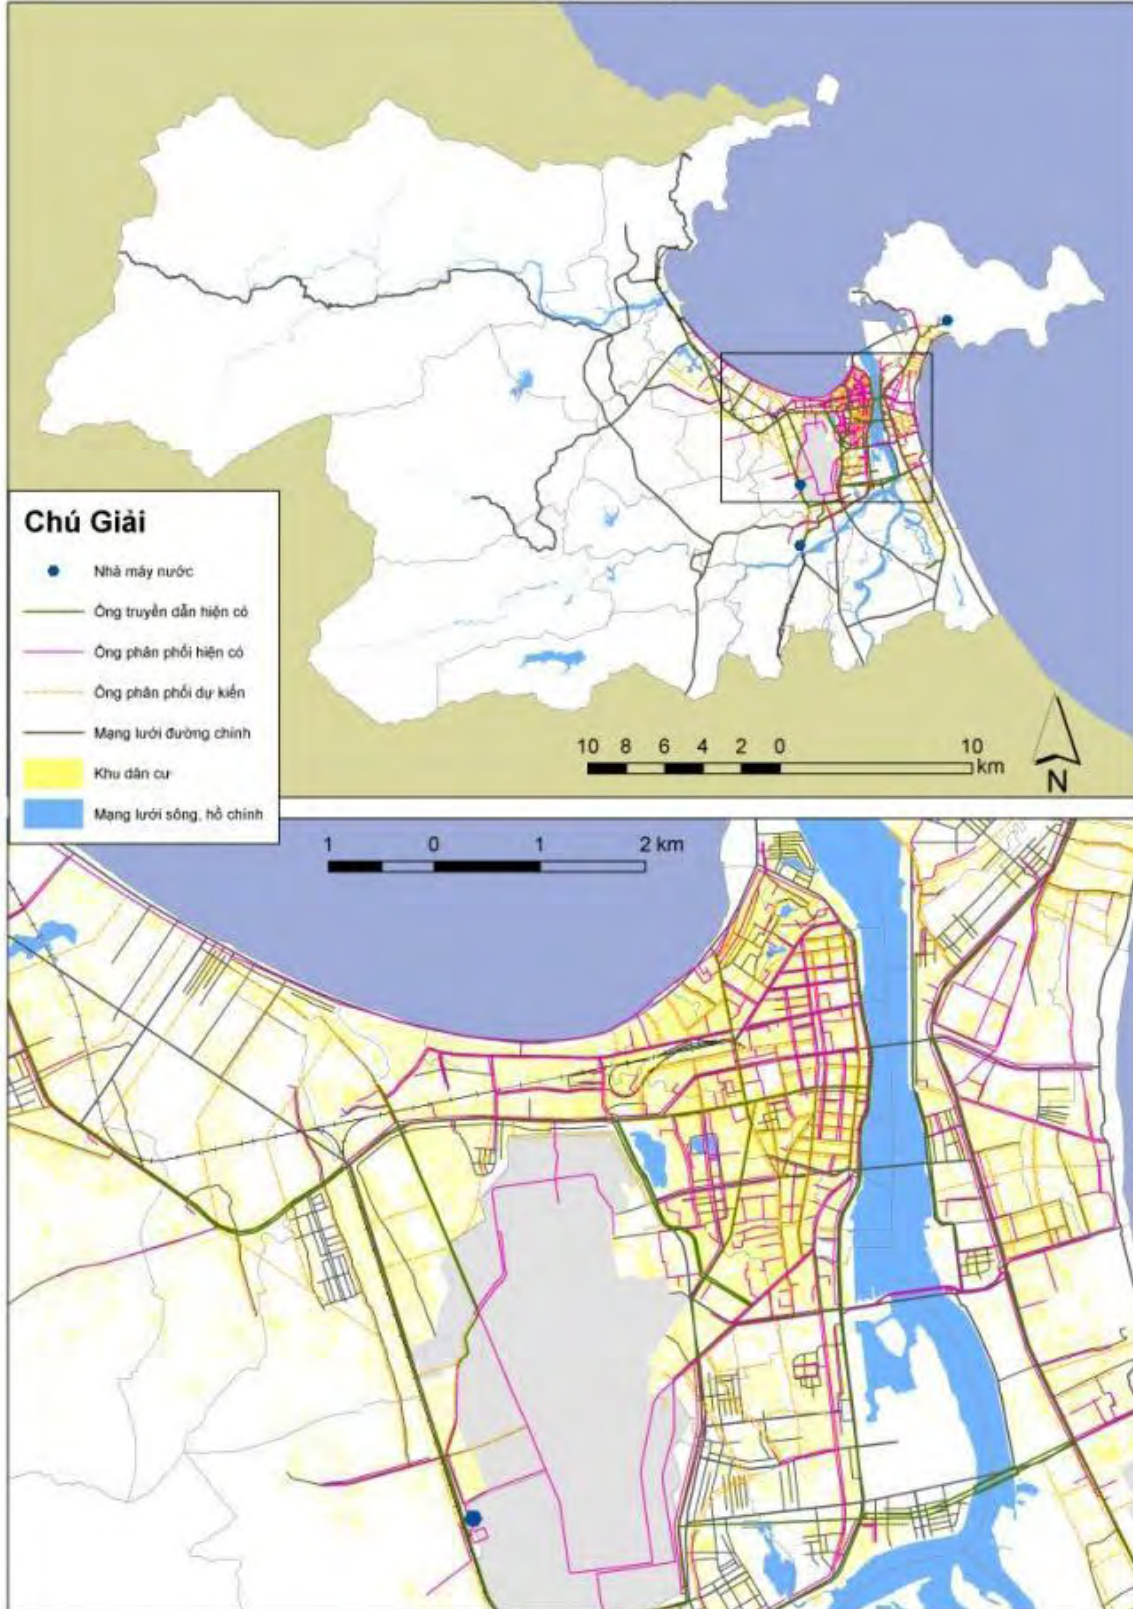 Chú Giải
Nhà máy nước
Ống truyền dẫn hiện có
Ống phân phối hiện có
Ống phân phối dự kiến
Mạng lưới đường chính
Khu dân cư
Mạng lưới sông, hồ chính
10 8 6 4 2 0 10
km
N
1 0 1 2 km